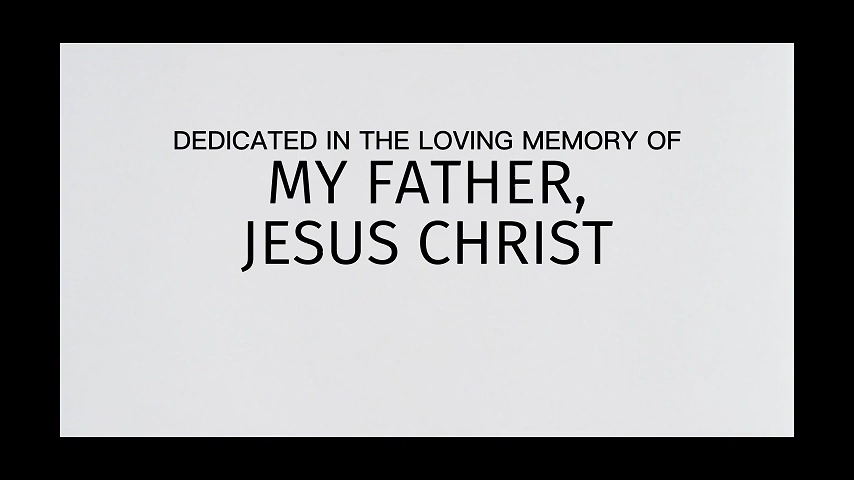 DEDICATED IN THE LOVING MEMORY OF
MY FATHER,
JESUS CHRIST